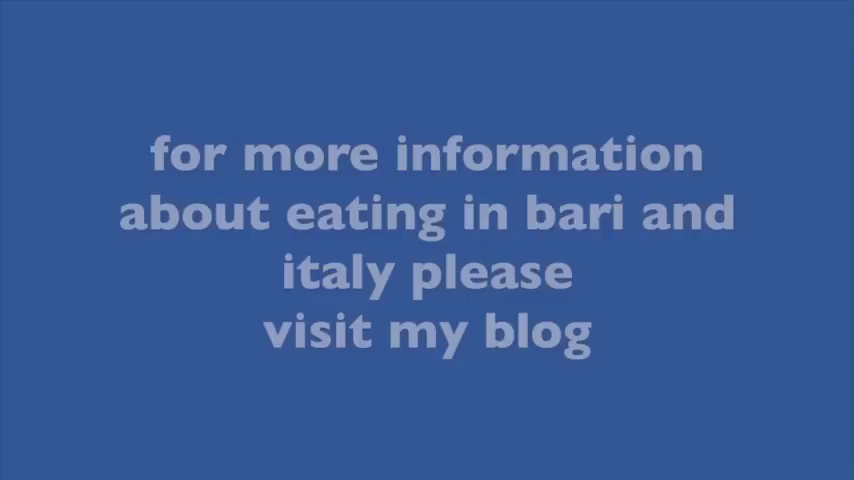 for more information
about eating in bari and
italy please
visit my blog